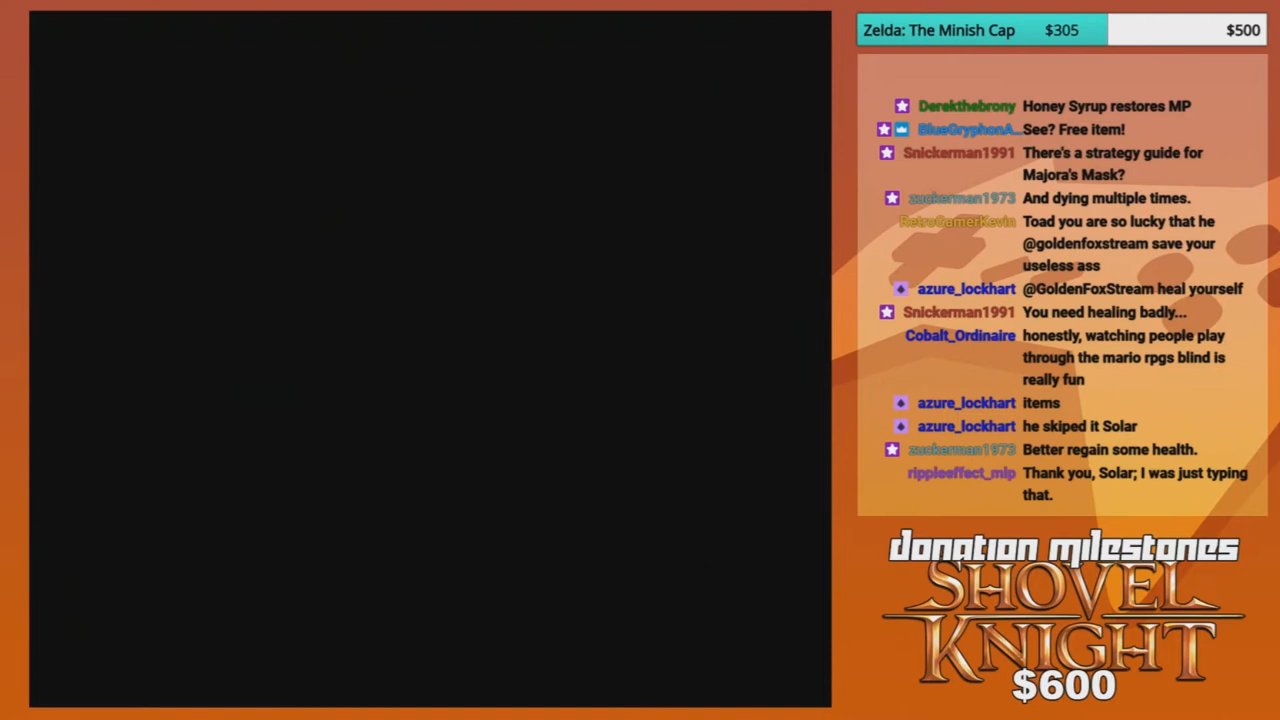 Zelda: The Minish Cap $305 $500
Derekthebrony Honey Syrup restores MP
BlueGryphonA... See? Free item!
Snickerman1991 There's a strategy guide for
Majora's Mask?
zuckerman1973 And dying multiple times.
RetroGamerKevin Toad you are so lucky that he
@goldenfoxstream save your
useless ass
azure_lockhart @GoldenFoxStream heal yourself
Snickerman1991 You need healing badly...
Cobalt_Ordinaire honestly, watching people play
through the mario rpgs blind is
really fun
azure_lockhart items
azure_lockhart he skiped it Solar
zuckerman1973 Better regain some health.
rippleeffect_mlp Thank you, Solar; I was just typing
that.
DONATION MILESTONES
SHOVEL
KNIGHT
$600